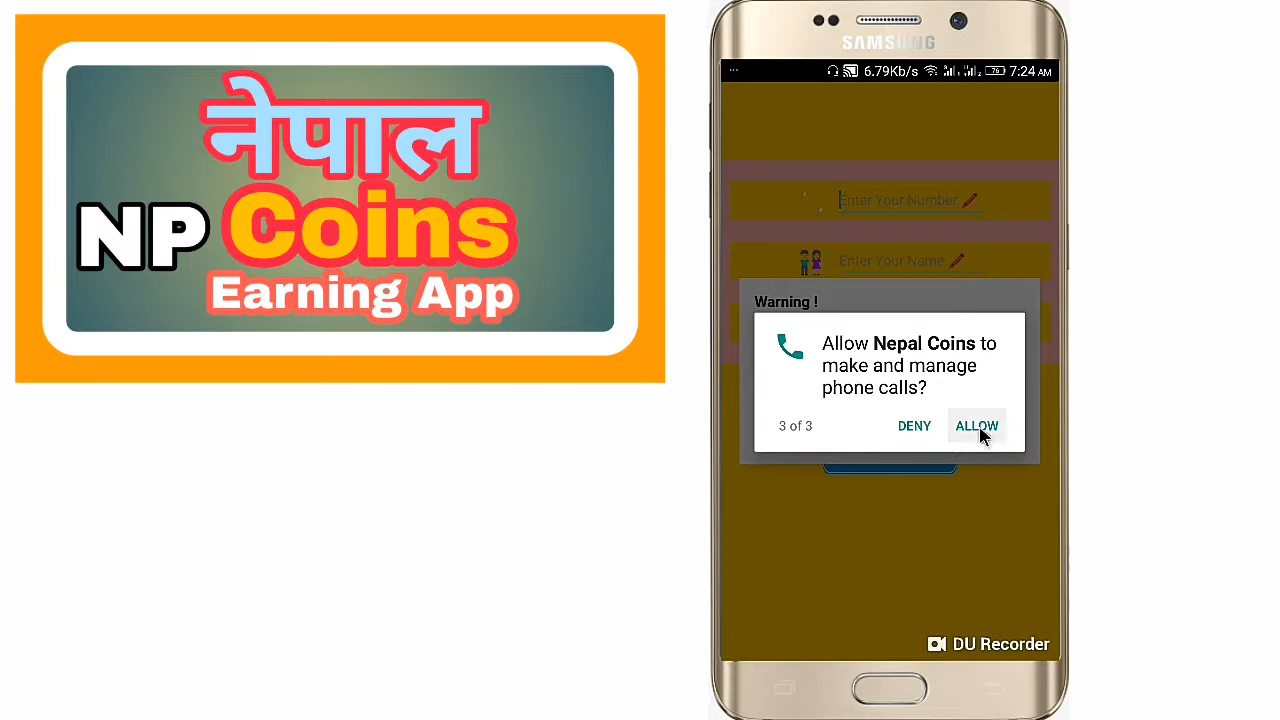 नेपाल
NP Coins
Earning App
SAMSUNG
6.79Kb/s 76 7:24 AM
Enter Your Number
Enter Your Name
Warning !
Allow Nepal Coins to
make and manage
phone calls?
3 of 3 DENY ALLOW
DU Recorder